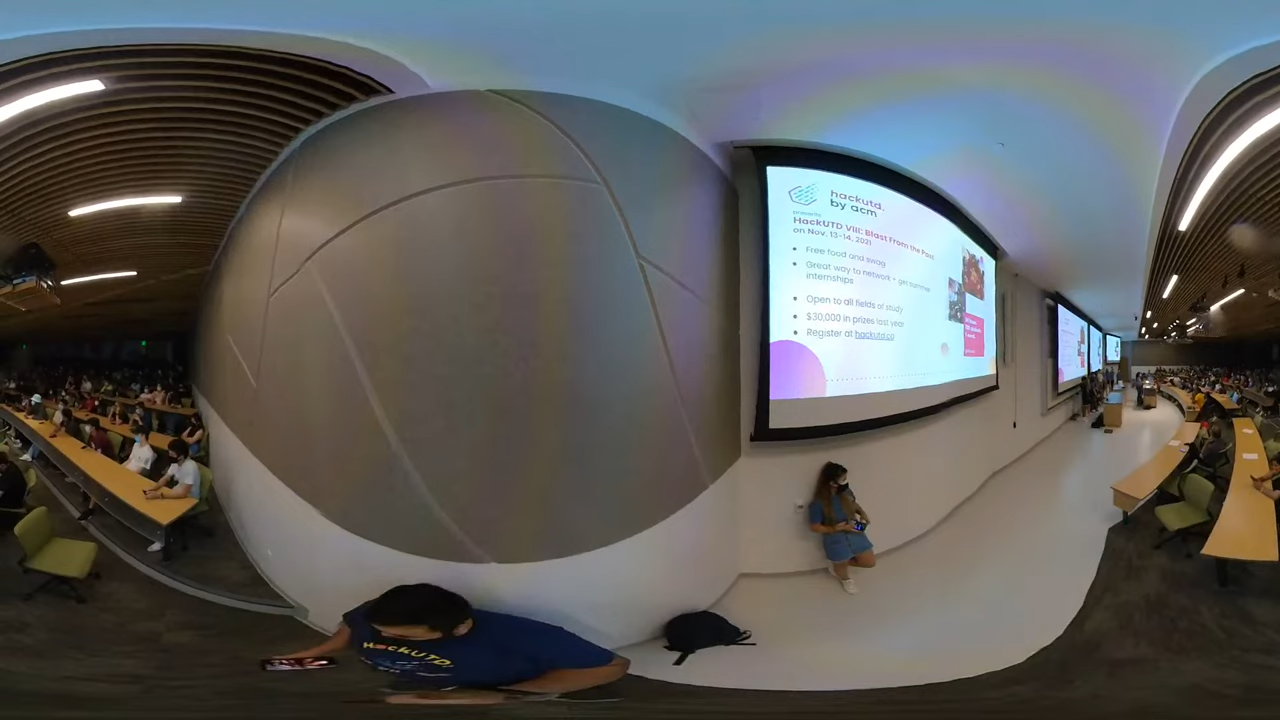 hackutd.
by acm
presents
HackUTD VIII: Blast From the Past
on Nov. 13-14, 2021
• Free food and swag
• Great way to network + get summer
internships
• Open to all fields of study
• $30,000 in prizes last year
• Register at hackutd.co
HackUTD